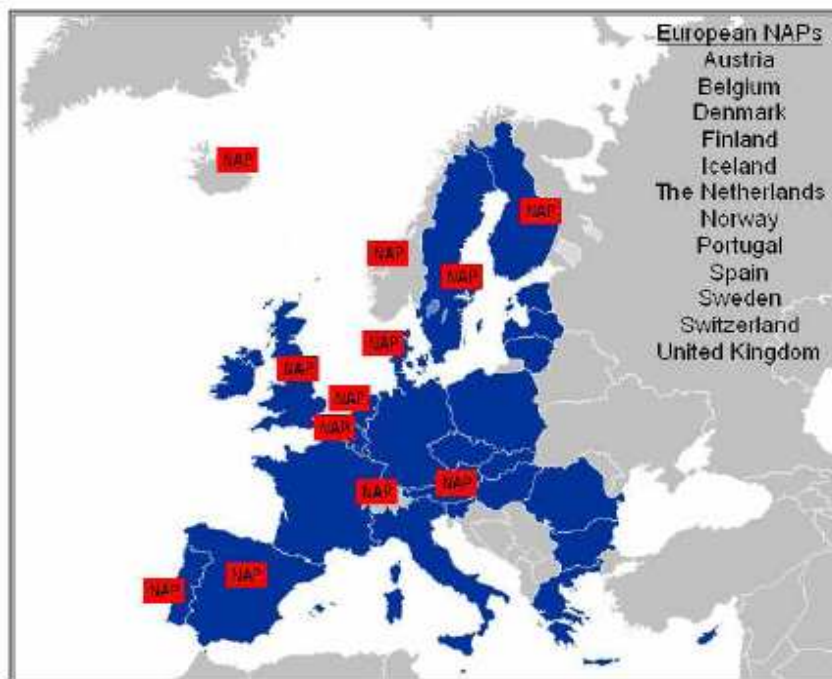 European NAPs
Austria
Belgium
Denmark
Finland
Iceland
The Netherlands
Norway
Portugal
Spain
Sweden
Switzerland
United Kingdom
NAP
NAP
NAP
NAP
NAP
NAP
NAP
NAP
NAP
NAP
NAP
NAP